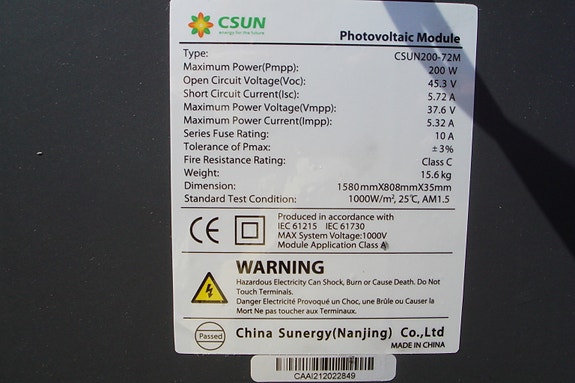 CSUN
energy for the future
Photovoltaic Module
Type: CSUN200-72M
Maximum Power(Pmpp) 200 W
Open Circuit Voltage(Voc) 45.3 V
Short Circuit Current(Isc) 5.72 A
Maximum Power Voltage(Vmpp) 37.6 V
Maximum Power Current(Impp) 5.32 A
Series Fuse Rating: 10 A
Tolerance of Pmax: ±3%
Fire Resistance Rating: Class C
Weight: 15.6kg
Dimension: 1580mmX808mmX35mm
Standard Test Condition: 1000W/m², 25℃, AM1.5
CE
Produced in accordance with
IEC 61215 IEC 61730
MAX System Voltage:1000V
Module Application Class A
WARNING
Hazardous Electricity Can Shock, Burn or Cause Death. Do Not
Touch Terminals.
Danger Electricité Provoqué un Choc, une Brûle ou Causer la
Mort Ne pas toucher aux Terminaux.
Passed
China Sunergy(Nanjing) Co.,Ltd
MADE IN CHINA
CAAI212022849